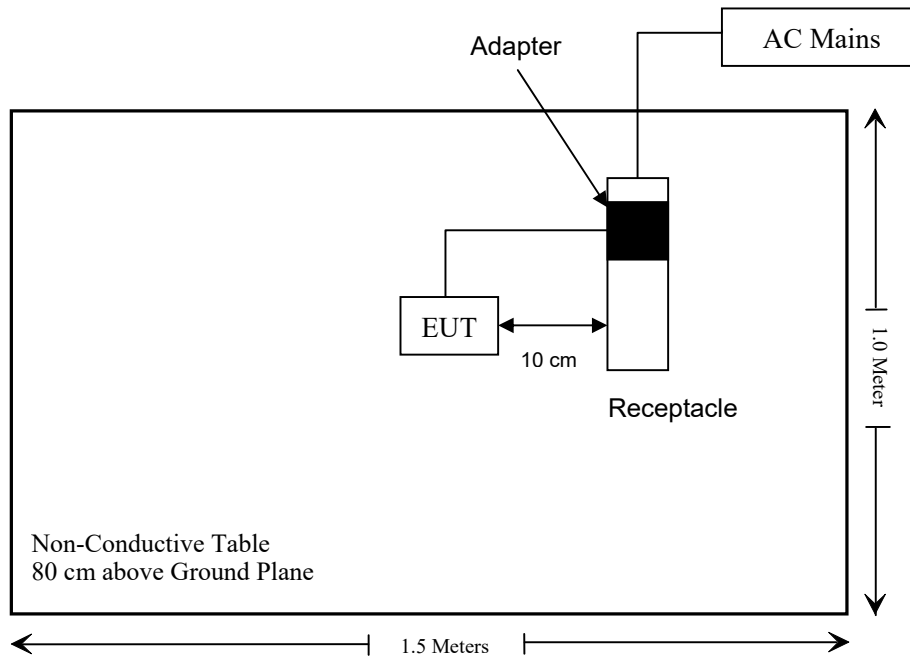 AC Mains
Adapter
EUT
10 cm
Receptacle
1.0 Meter
Non-Conductive Table
80 cm above Ground Plane
1.5 Meters